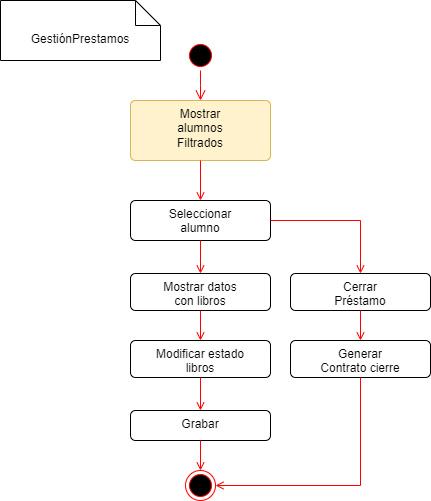 GestiónPrestamos
Mostrar
alumnos
Filtrados
Seleccionar
alumno
Mostrar datos
con libros
Cerrar
Préstamo
Modificar estado
libros
Generar
Contrato cierre
Grabar